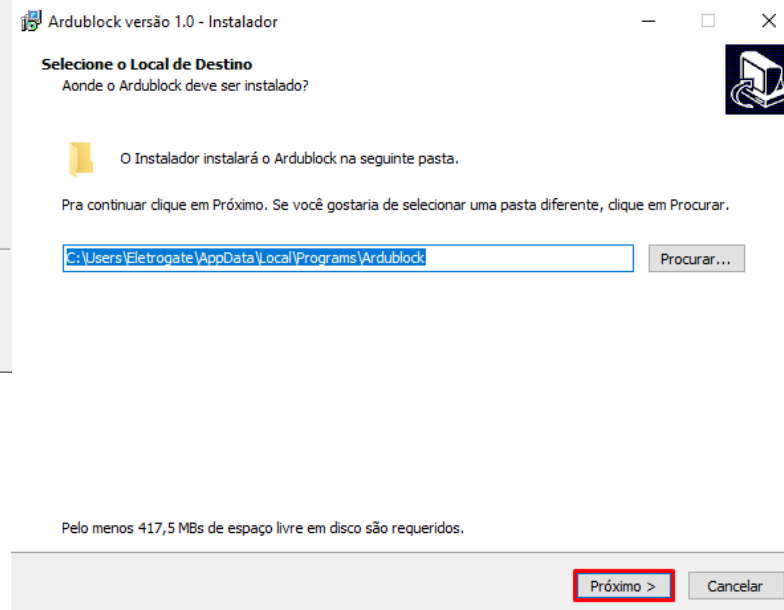 Ardublock versão 1.0 - Instalador
Selecione o Local de Destino
Aonde o Ardublock deve ser instalado?
O Instalador instalará o Ardublock na seguinte pasta.
Pra continuar clique em Próximo. Se você gostaria de selecionar uma pasta diferente, clique em Procurar.
C:\Users\Eletrogate\AppData\Local\Programs\Ardublock
Procurar...
Pelo menos 417,5 MBs de espaço livre em disco são requeridos.
Próximo >
Cancelar